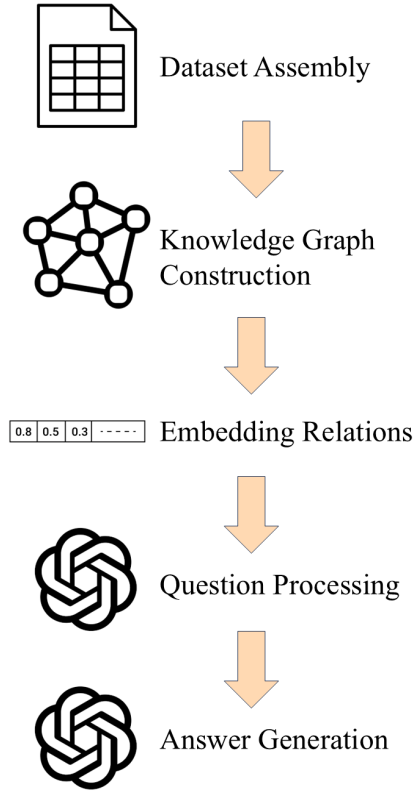 Dataset Assembly
Knowledge Graph
Construction
0.8 0.5 0.3 -----
Embedding Relations
Question Processing
Answer Generation